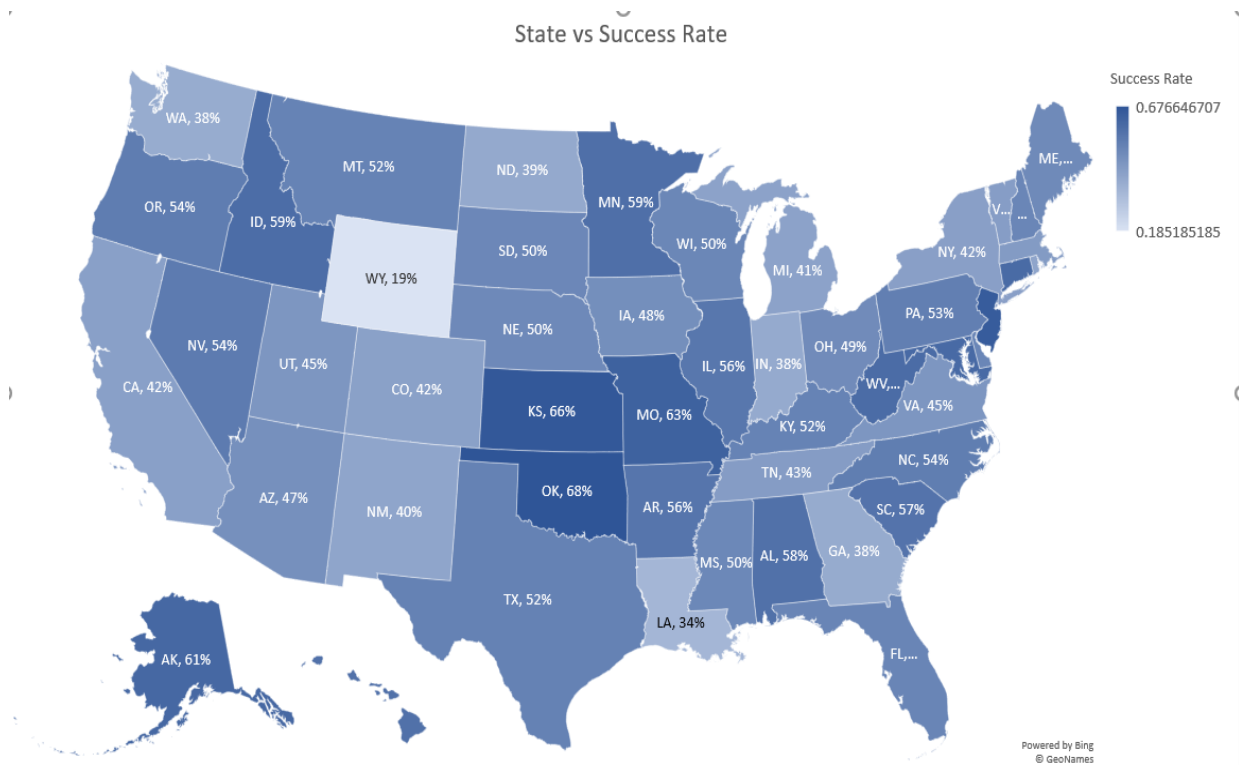 State vs Success Rate
Success Rate
0.676646707
0.185185185
WA, 38%
MT, 52%
ND, 39%
ME,...
OR, 54%
ID, 59%
MN, 59%
V...
...
SD, 50%
WI, 50%
NY, 42%
MI, 41%
WY, 19%
PA, 53%
IA, 48%
NE, 50%
NV, 54%
OH, 49%
UT, 45%
IL, 56%
IN, 38%
CA, 42%
CO, 42%
WV,...
VA, 45%
KS, 66%
MO, 63%
KY, 52%
NC, 54%
TN, 43%
OK, 68%
AZ, 47%
NM, 40%
AR, 56%
SC, 57%
MS, 50%
AL, 58%
GA, 38%
TX, 52%
LA, 34%
FL,...
AK, 61%
Powered by Bing
© GeoNames